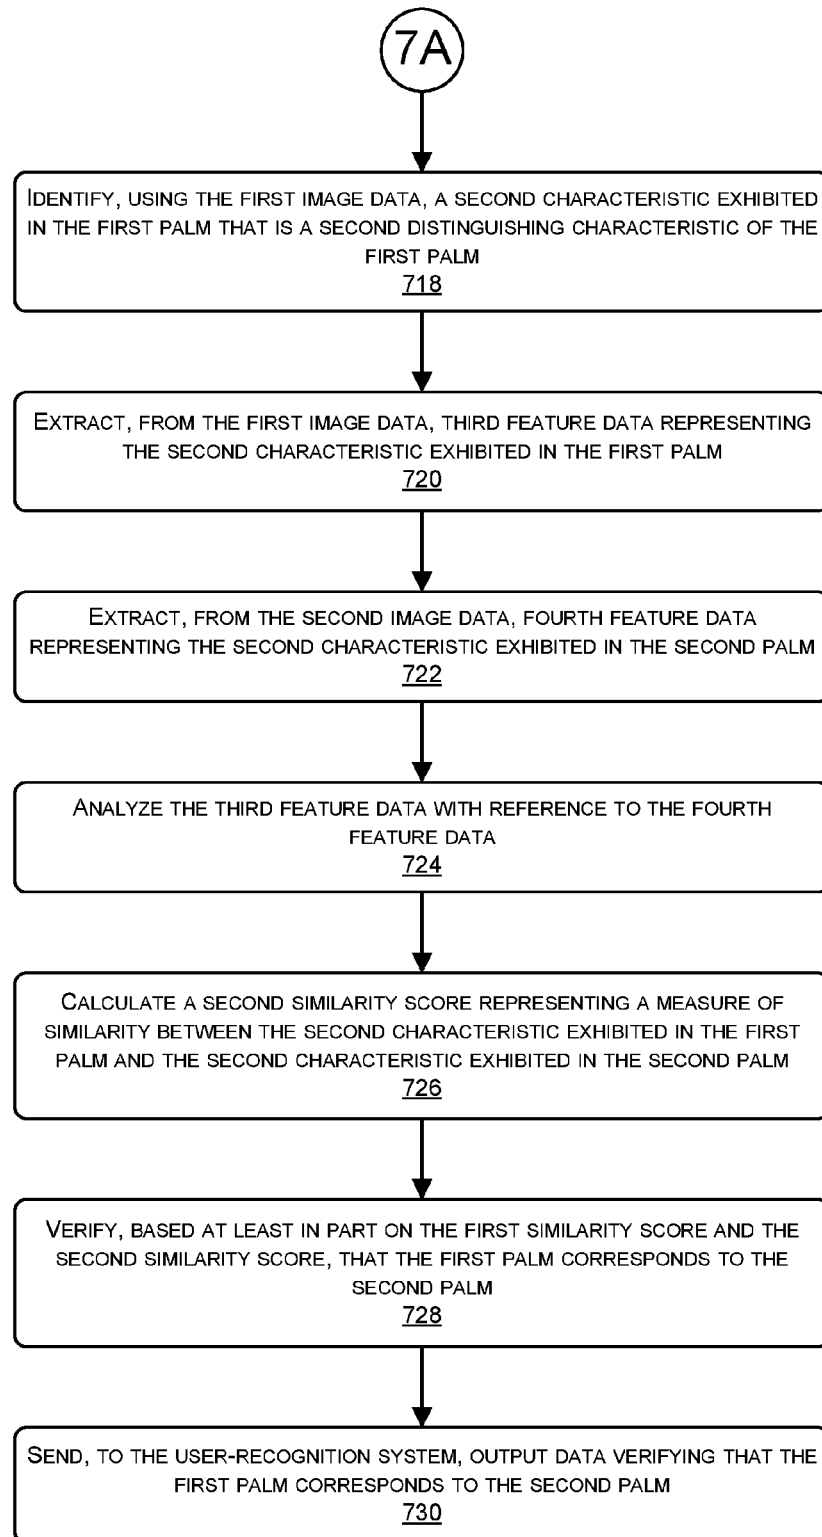 7A
IDENTIFY, USING THE FIRST IMAGE DATA, A SECOND CHARACTERISTIC EXHIBITED
IN THE FIRST PALM THAT IS A SECOND DISTINGUISHING CHARACTERISTIC OF THE
FIRST PALM
718
EXTRACT, FROM THE FIRST IMAGE DATA, THIRD FEATURE DATA REPRESENTING
THE SECOND CHARACTERISTIC EXHIBITED IN THE FIRST PALM
720
EXTRACT, FROM THE SECOND IMAGE DATA, FOURTH FEATURE DATA
REPRESENTING THE SECOND CHARACTERISTIC EXHIBITED IN THE SECOND PALM
722
ANALYZE THE THIRD FEATURE DATA WITH REFERENCE TO THE FOURTH
FEATURE DATA
724
CALCULATE A SECOND SIMILARITY SCORE REPRESENTING A MEASURE OF
SIMILARITY BETWEEN THE SECOND CHARACTERISTIC EXHIBITED IN THE FIRST
PALM AND THE SECOND CHARACTERISTIC EXHIBITED IN THE SECOND PALM
726
VERIFY, BASED AT LEAST IN PART ON THE FIRST SIMILARITY SCORE AND THE
SECOND SIMILARITY SCORE, THAT THE FIRST PALM CORRESPONDS TO THE
SECOND PALM
728
SEND, TO THE USER-RECOGNITION SYSTEM, OUTPUT DATA VERIFYING THAT THE
FIRST PALM CORRESPONDS TO THE SECOND PALM
730